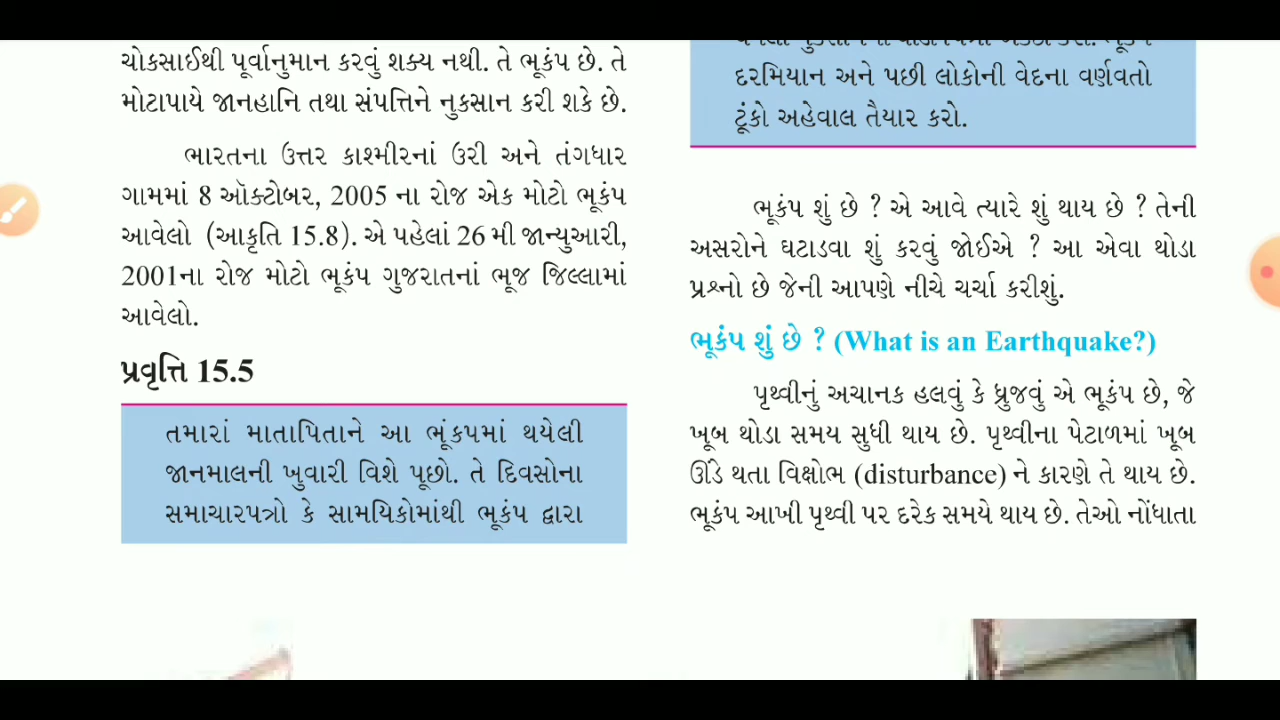 ચોકસાઈથી પૂર્વાનુમાન કરવું શક્ય નથી. તે ભૂકંપ છે. તે
મોટાપાયે જાનહાનિ તથા સંપત્તિને નુકસાન કરી શકે છે.
ભારતના ઉત્તર કાશ્મીરનાં ઉરી અને તંગધાર
ગામમાં 8 ઑક્ટોબર, 2005 ના રોજ એક મોટો ભૂકંપ
આવેલો (આકૃતિ 15.8). એ પહેલાં 26 મી જાન્યુઆરી,
2001ના રોજ મોટો ભૂકંપ ગુજરાતનાં ભૂજ જિલ્લામાં
આવેલો.
પ્રવૃત્તિ 15.5
તમારાં માતાપિતાને આ ભૂંકપમાં થયેલી
જાનમાલની ખુવારી વિશે પૂછો. તે દિવસોના
સમાચારપત્રો કે સામયિકોમાંથી ભૂકંપ દ્વારા
દરમિયાન અને પછી લોકોની વેદના વર્ણવતો
ટૂંકો અહેવાલ તૈયાર કરો.
ભૂકંપ શું છે ? એ આવે ત્યારે શું થાય છે ? તેની
અસરોને ઘટાડવા શું કરવું જોઈએ ? આ એવા થોડા
પ્રશ્નો છે જેની આપણે નીચે ચર્ચા કરીશું.
ભૂકંપ શું છે ? (What is an Earthquake?)
પૃથ્વીનું અચાનક હલવું કે ધ્રુજવું એ ભૂકંપ છે, જે
ખૂબ થોડા સમય સુધી થાય છે. પૃથ્વીના પેટાળમાં ખૂબ
ઊંડે થતા વિક્ષોભ (disturbance) ને કારણે તે થાય છે.
ભૂકંપ આખી પૃથ્વી પર દરેક સમયે થાય છે. તેઓ નોંધાતા